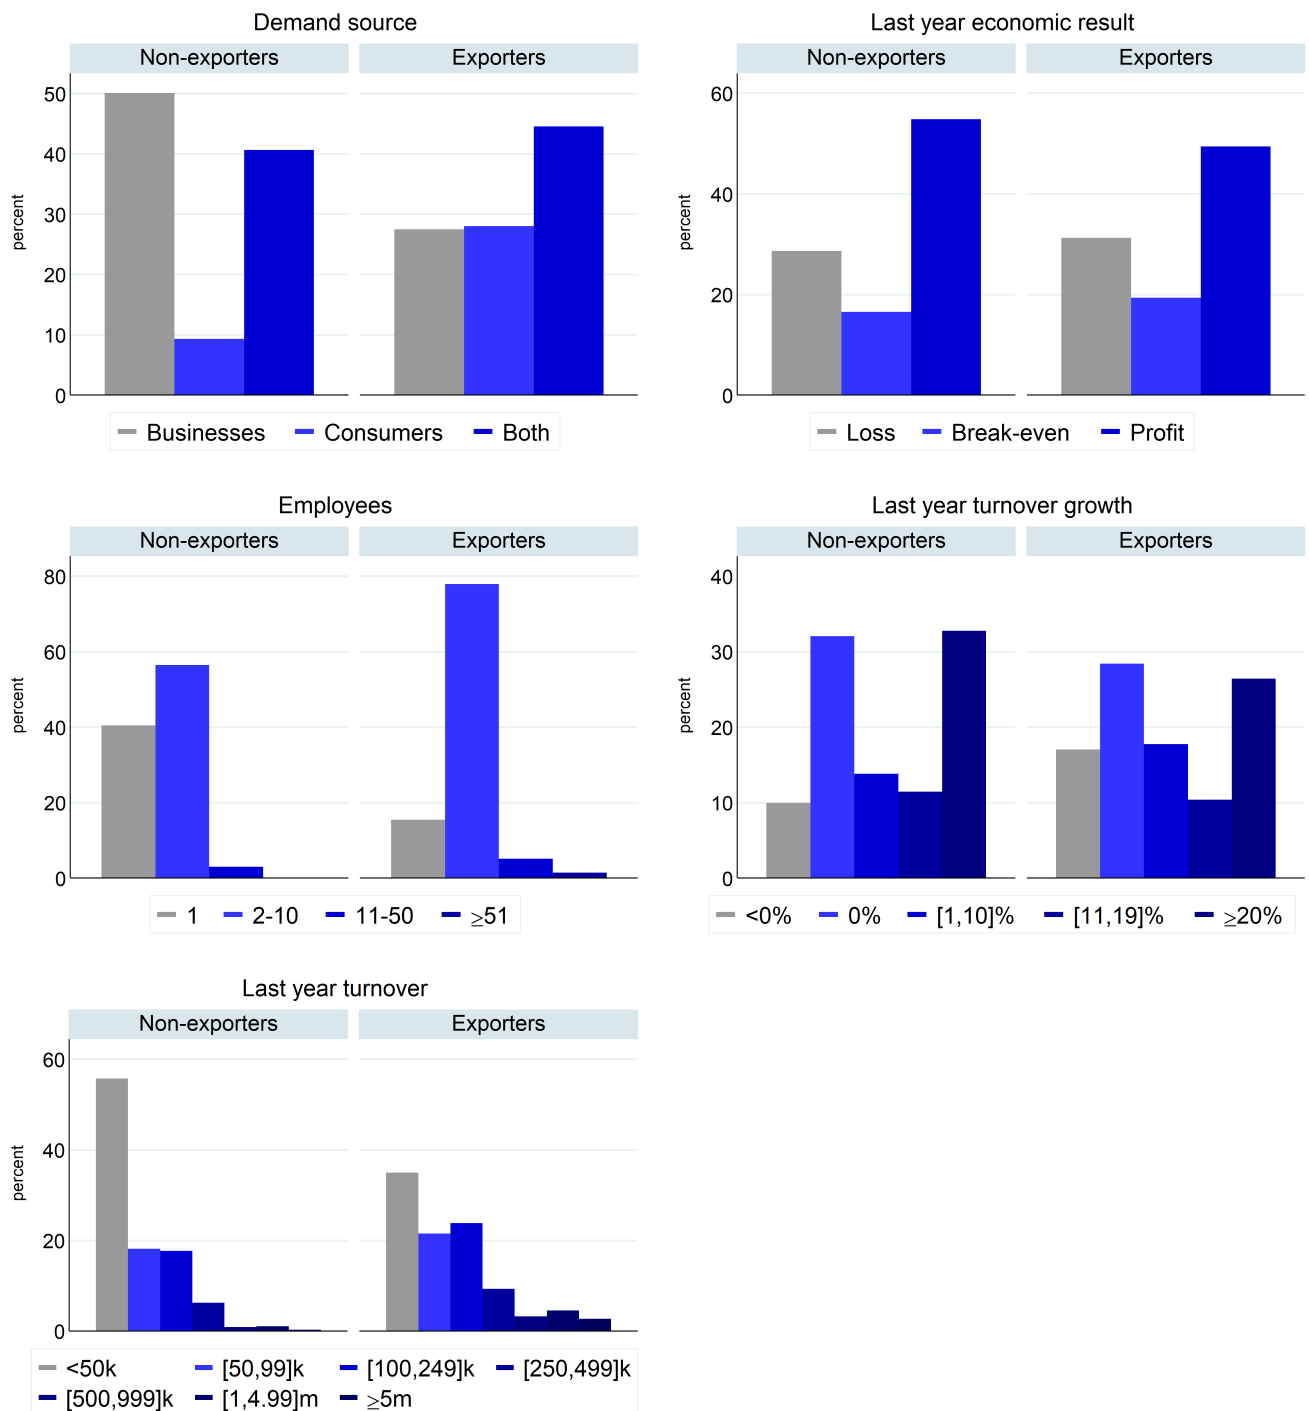 Demand source
Non-exporters Exporters
percent
50
40
30
20
10
0
Businesses Consumers Both
Last year economic result
Non-exporters Exporters
percent
60
40
20
0
Loss Break-even Profit
Employees
Non-exporters Exporters
percent
80
60
40
20
0
1 2-10 11-50 ≥51
Last year turnover growth
Non-exporters Exporters
percent
40
30
20
10
0
<0% 0% [1,10]% [11,19]% ≥20%
Last year turnover
Non-exporters Exporters
percent
60
40
20
0
<50k [50,99]k [100,249]k [250,499]k
[500,999]k [1,4.99]m ≥5m